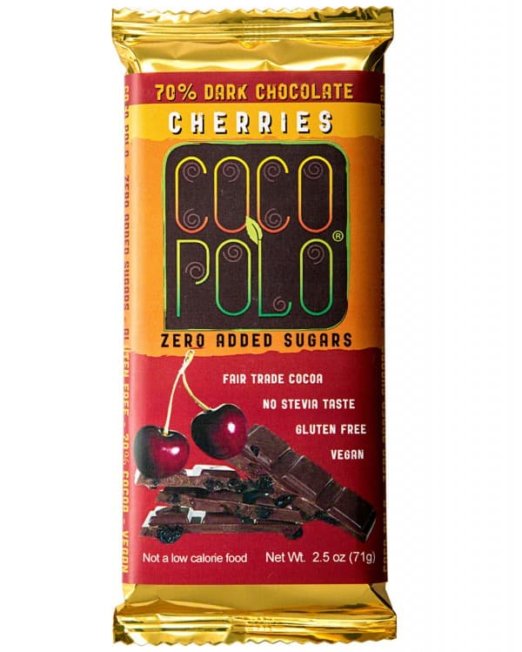 70% DARK CHOCOLATE
CHERRIES
COCO
POLO®
ZERO ADDED SUGARS
FAIR TRADE COCOA
NO STEVIA TASTE
GLUTEN FREE
VEGAN
Not a low calorie food Net Wt. 2.5 oz (71g)